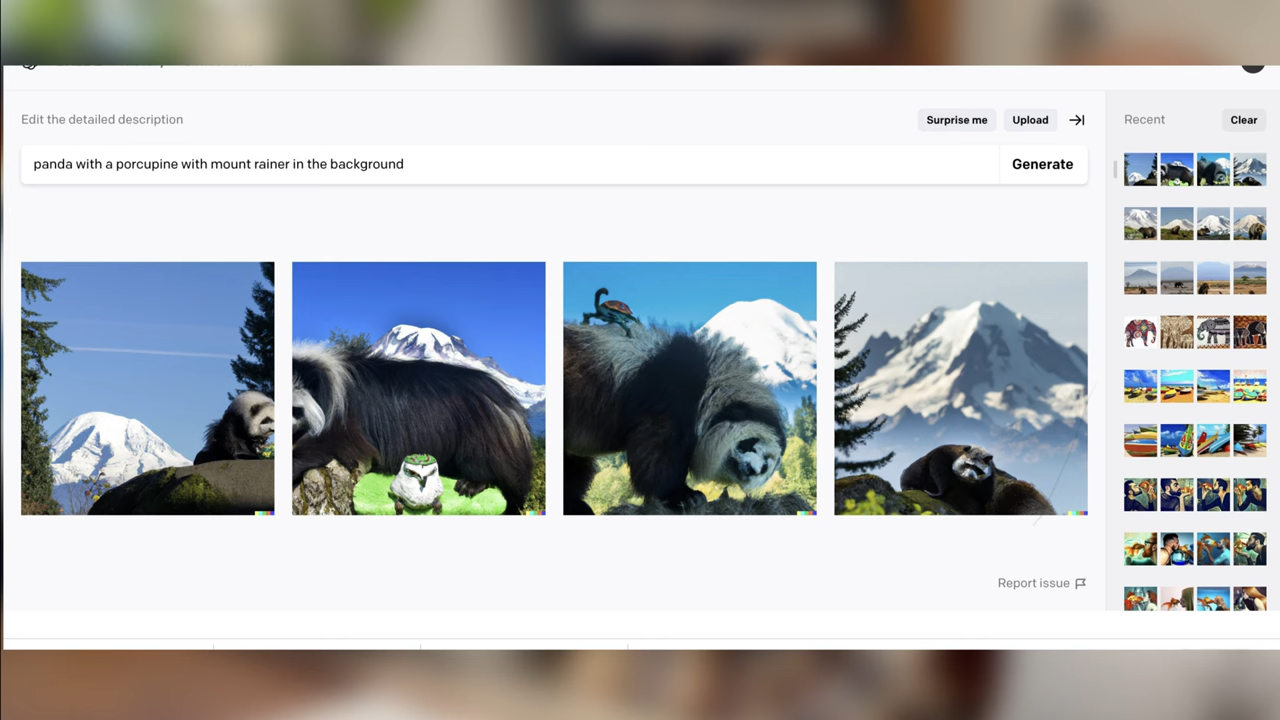 Edit the detailed description
Surprise me
Upload
Recent
Clear
panda with a porcupine with mount rainer in the background
Generate
Report issue